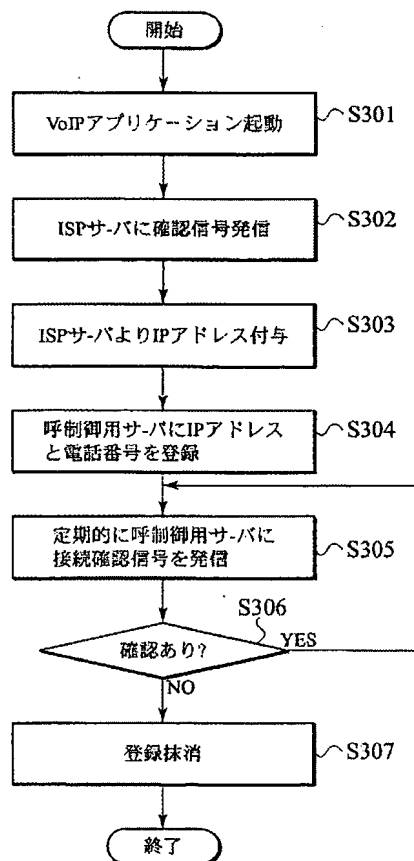 開始
VoIPアプリケーション起動
S301
ISPサ-バに確認信号発信
S302
ISPサ-バよりIPアドレス付与
S303
呼制御用サ-バにIPアドレス
と電話番号を登録
S304
定期的に呼制御用サ-バに
接続確認信号を発信
S305
S306
確認あり?
YES
NO
登録抹消
S307
終了